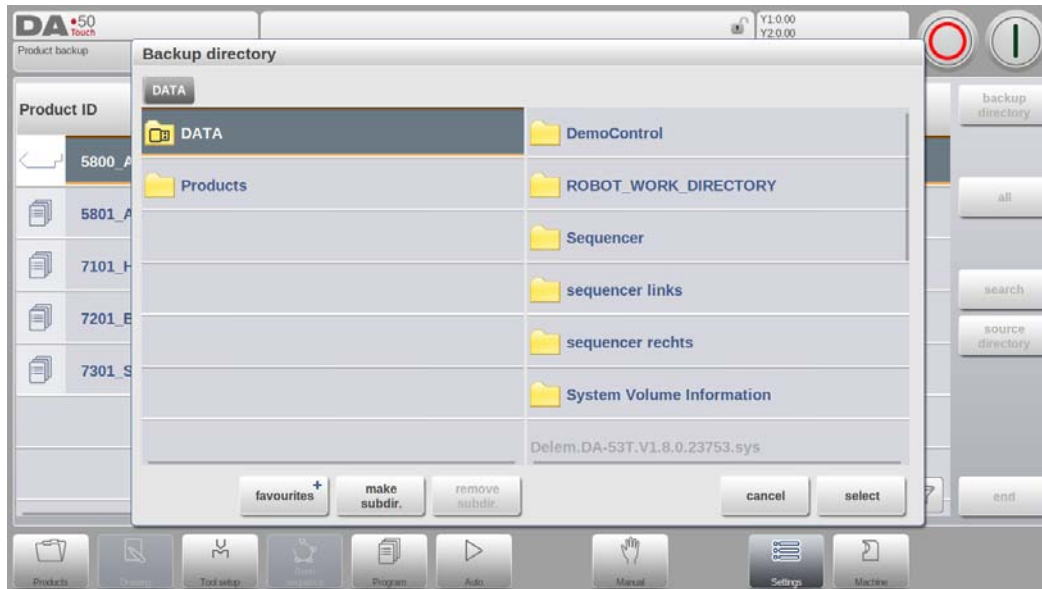 DA•50
Touch
Y1:0.00
Y2:0.00
Product backup
Backup directory
DATA
Product ID
backup
directory
DATA
DemoControl
5800_A
Products
ROBOT_WORK_DIRECTORY
all
5801_A
Sequencer
7101_H
sequencer links
search
7201_E
sequencer rechts
source
directory
7301_S
System Volume Information
Delem.DA-53T.V1.8.0.23753.sys
favourites+
make
subdir.
remove
subdir.
cancel
select
end
Products
Drawing
Tool setup
Bend
sequence
Program
Auto
Manual
Settings
Machine